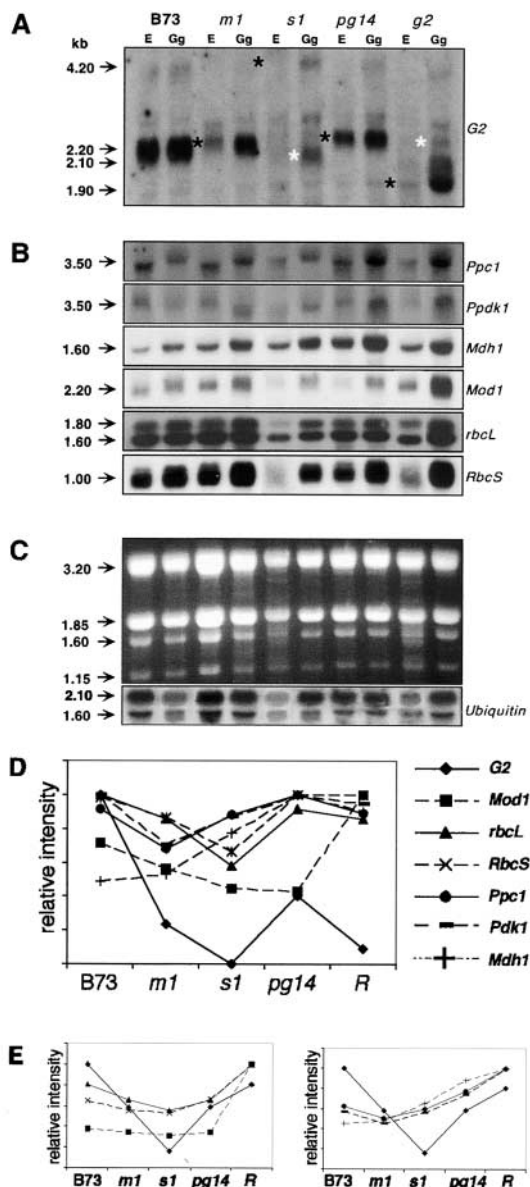 A
B73 m1 s1 pg14 g2
kb E Gg E Gg E Gg E Gg E Gg
4.20
*
G2
2.20
* * * *
2.10
1.90
*
B
3.50 Ppc1
3.50 Ppdk1
1.60 Mdh1
2.20 Mod1
1.80
1.60 rbcL
1.00 RbcS
C
3.20
1.85
1.60
1.15
2.10
1.60 Ubiquitin
D
relative intensity
B73 m1 s1 pg14 R
G2
Mod1
rbcL
RbcS
Ppc1
Pdk1
Mdh1
E
relative intensity
B73 m1 s1 pg14 R
relative intensity
B73 m1 s1 pg14 R